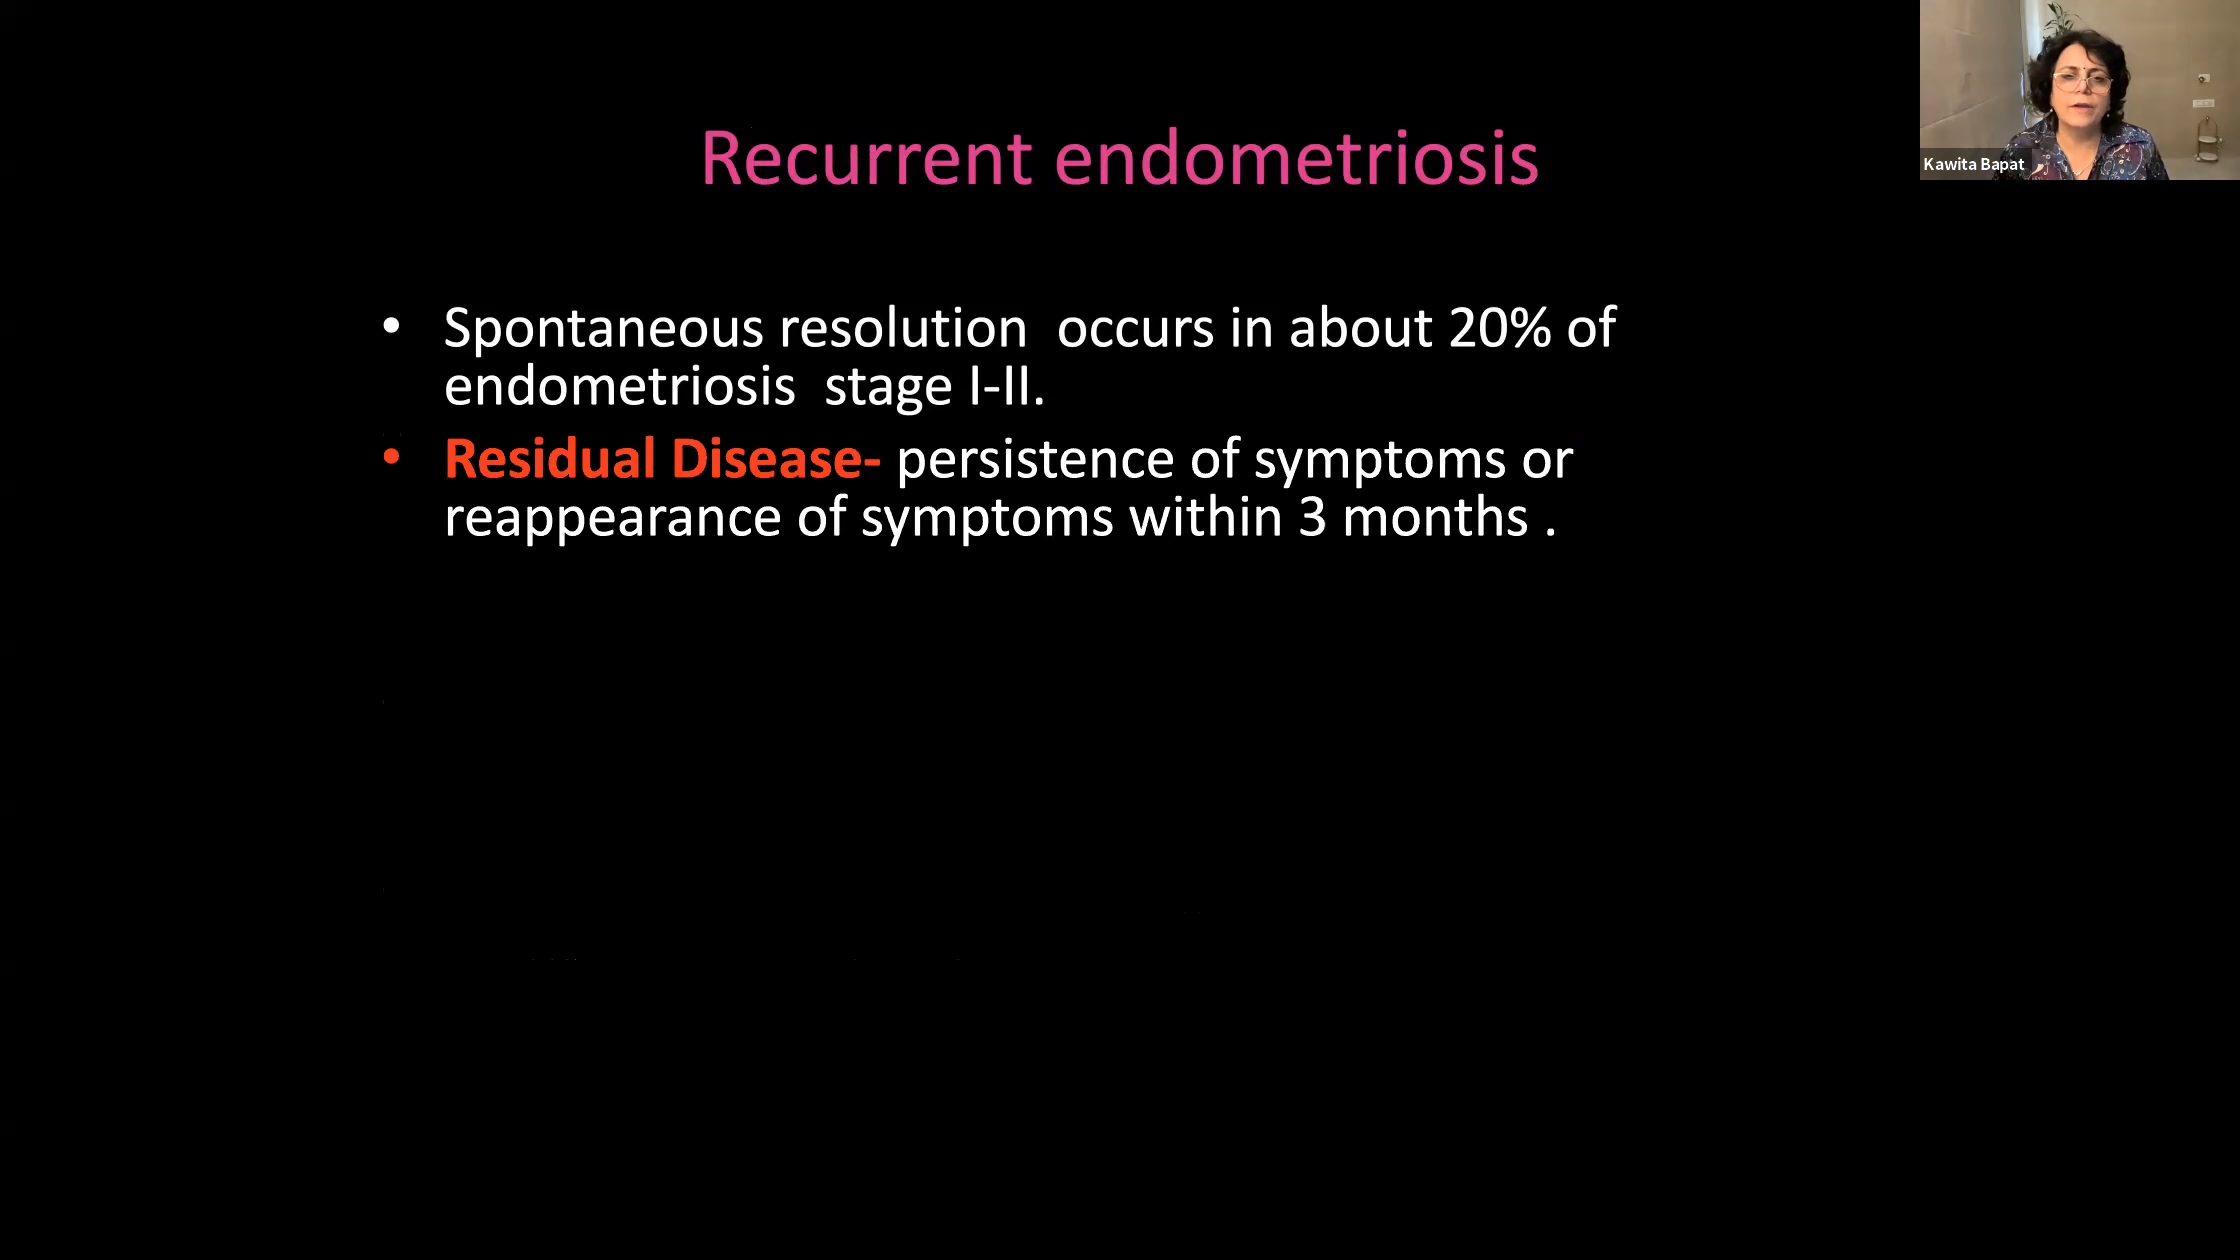 Recurrent endometriosis
• Spontaneous resolution  occurs in about 20% of
endometriosis  stage I-II.
• Residual Disease- persistence of symptoms or
reappearance of symptoms within 3 months .
Kawita Bapat